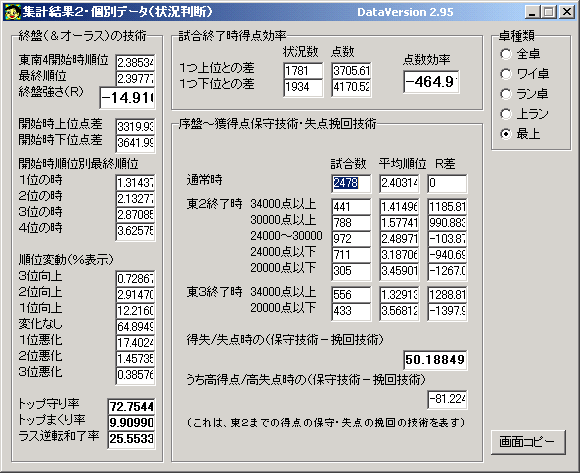 集計結果2・個別データ(状況判断) DataVersion 2.95
終盤(&オーラス)の技術
東南4開始時順位 2.38534
最終順位 2.39777
終盤強さ(R) -14.910
開始時上位点差 3319.93
開始時下位点差 3641.99
開始時順位別最終順位
1位の時 1.31437
2位の時 2.13277
3位の時 2.87085
4位の時 3.62575
順位変動(%表示)
3位向上 0.72867
2位向上 2.91470
1位向上 12.2160
変化なし 64.8949
1位悪化 17.4024
2位悪化 1.45735
3位悪化 0.38576
トップ守り率 72.7544
トップまくり率 9.90990
ラス逆転和了率 25.5533
試合終了時得点効率
状況数 点数 点数効率
1つ上位との差 1781 3705.61
1つ下位との差 1934 4170.52
-464.91
序盤～獲得点保守技術・失点挽回技術
試合数 平均順位 R差
通常時 2478 2.40314 0
東2終了時 34000点以上 441 1.41496 1185.81
30000点以上 788 1.57741 990.883
24000～30000 972 2.48971 -103.87
24000点以下 711 3.18706 -940.69
20000点以下 305 3.45901 -1267.0
東3終了時 34000点以上 556 1.32913 1288.81
20000点以下 433 3.56812 -1397.9
得失/失点時の(保守技術-挽回技術)
50.18849
うち高得点/高失点時の(保守技術-挽回技術)
-81.224
(これは、東2までの得点の保守・失点の挽回の技術を表す)
卓種類
全卓
ワイ卓
ラン卓
上ラン
最上
画面コピー